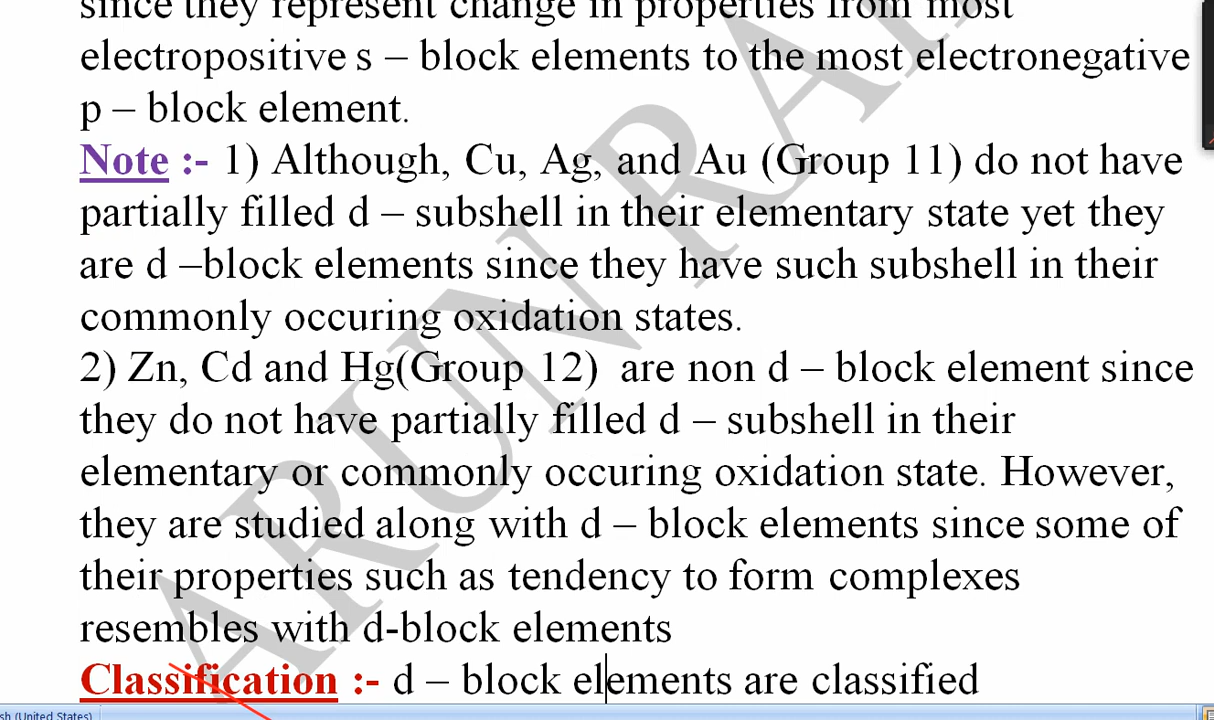 since they represent change in properties from most
electropositive s – block elements to the most electronegative
p – block element.
Note :- 1) Although, Cu, Ag, and Au (Group 11) do not have
partially filled d – subshell in their elementary state yet they
are d –block elements since they have such subshell in their
commonly occuring oxidation states.
2) Zn, Cd and Hg(Group 12)  are non d – block element since
they do not have partially filled d – subshell in their
elementary or commonly occuring oxidation state. However,
they are studied along with d – block elements since some of
their properties such as tendency to form complexes
resembles with d-block elements
Classification :- d – block elements are classified
sh (United States)
ARUN RA